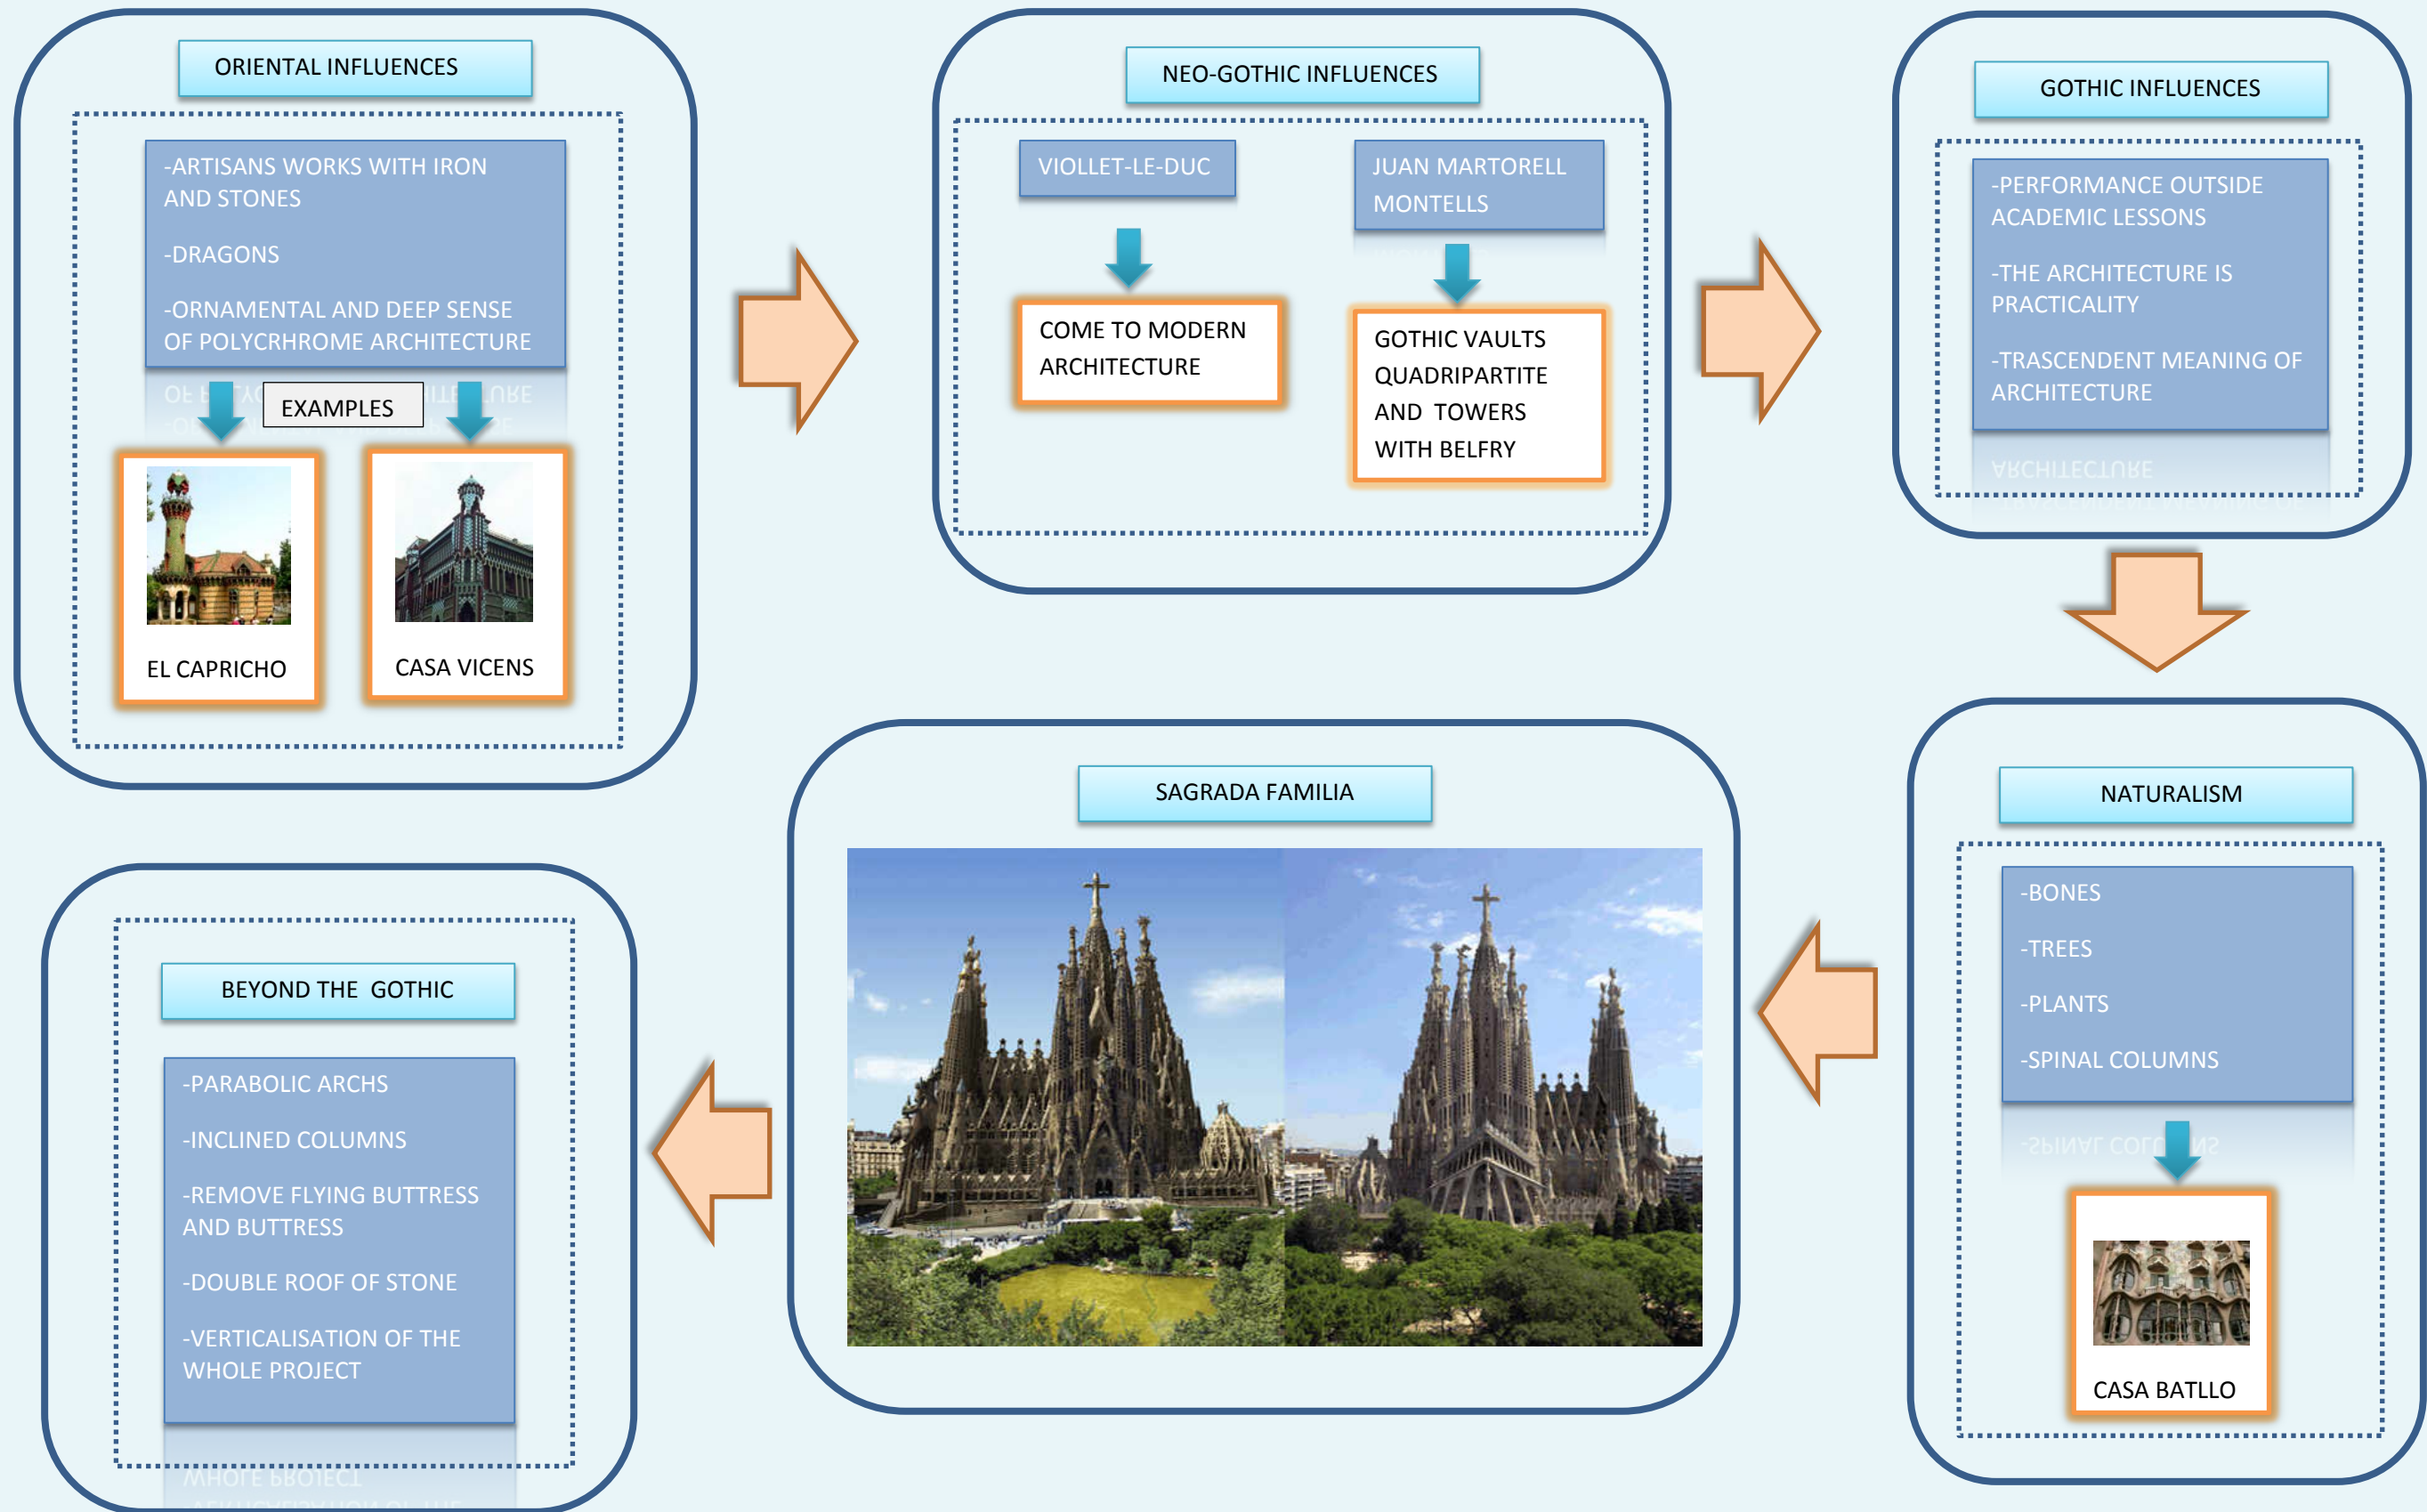 ORIENTAL INFLUENCES
-ARTISANS WORKS WITH IRON
AND STONES
-DRAGONS
-ORNAMENTAL AND DEEP SENSE
OF POLYCRHROME ARCHITECTURE
EXAMPLES
EL CAPRICHO
CASA VICENS
NEO-GOTHIC INFLUENCES
VIOLLET-LE-DUC
COME TO MODERN
ARCHITECTURE
JUAN MARTORELL
MONTELLS
GOTHIC VAULTS
QUADRIPARTITE
AND TOWERS
WITH BELFRY
GOTHIC INFLUENCES
-PERFORMANCE OUTSIDE
ACADEMIC LESSONS
-THE ARCHITECTURE IS
PRACTICALITY
-TRASCENDENT MEANING OF
ARCHITECTURE
NATURALISM
-BONES
-TREES
-PLANTS
-SPINAL COLUMNS
CASA BATLLO
SAGRADA FAMILIA
BEYOND THE GOTHIC
-PARABOLIC ARCHS
-INCLINED COLUMNS
-REMOVE FLYING BUTTRESS
AND BUTTRESS
-DOUBLE ROOF OF STONE
-VERTICALISATION OF THE
WHOLE PROJECT